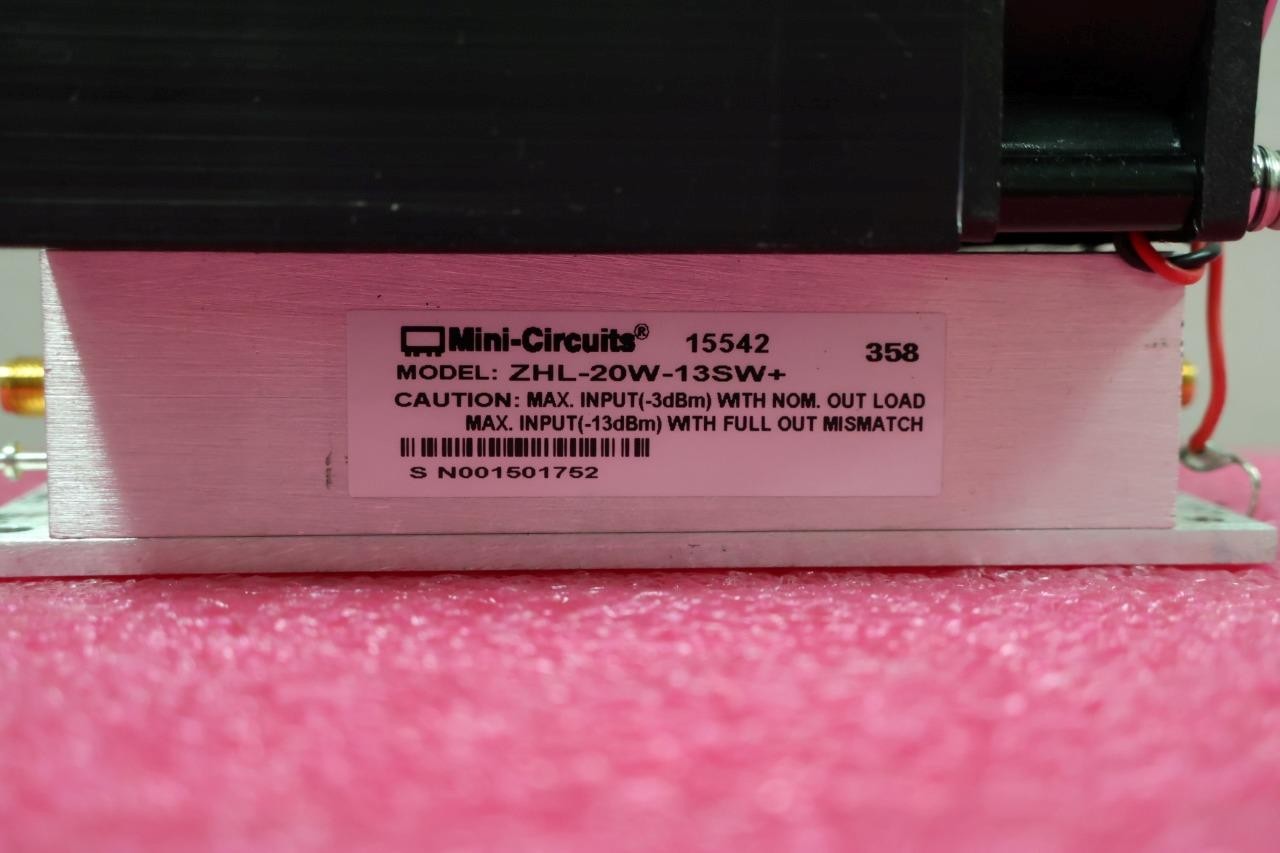 Mini-Circuits® 15542 358
MODEL: ZHL-20W-13SW+
CAUTION: MAX. INPUT(-3dBm) WITH NOM. OUT LOAD
MAX. INPUT(-13dBm) WITH FULL OUT MISMATCH
S N001501752